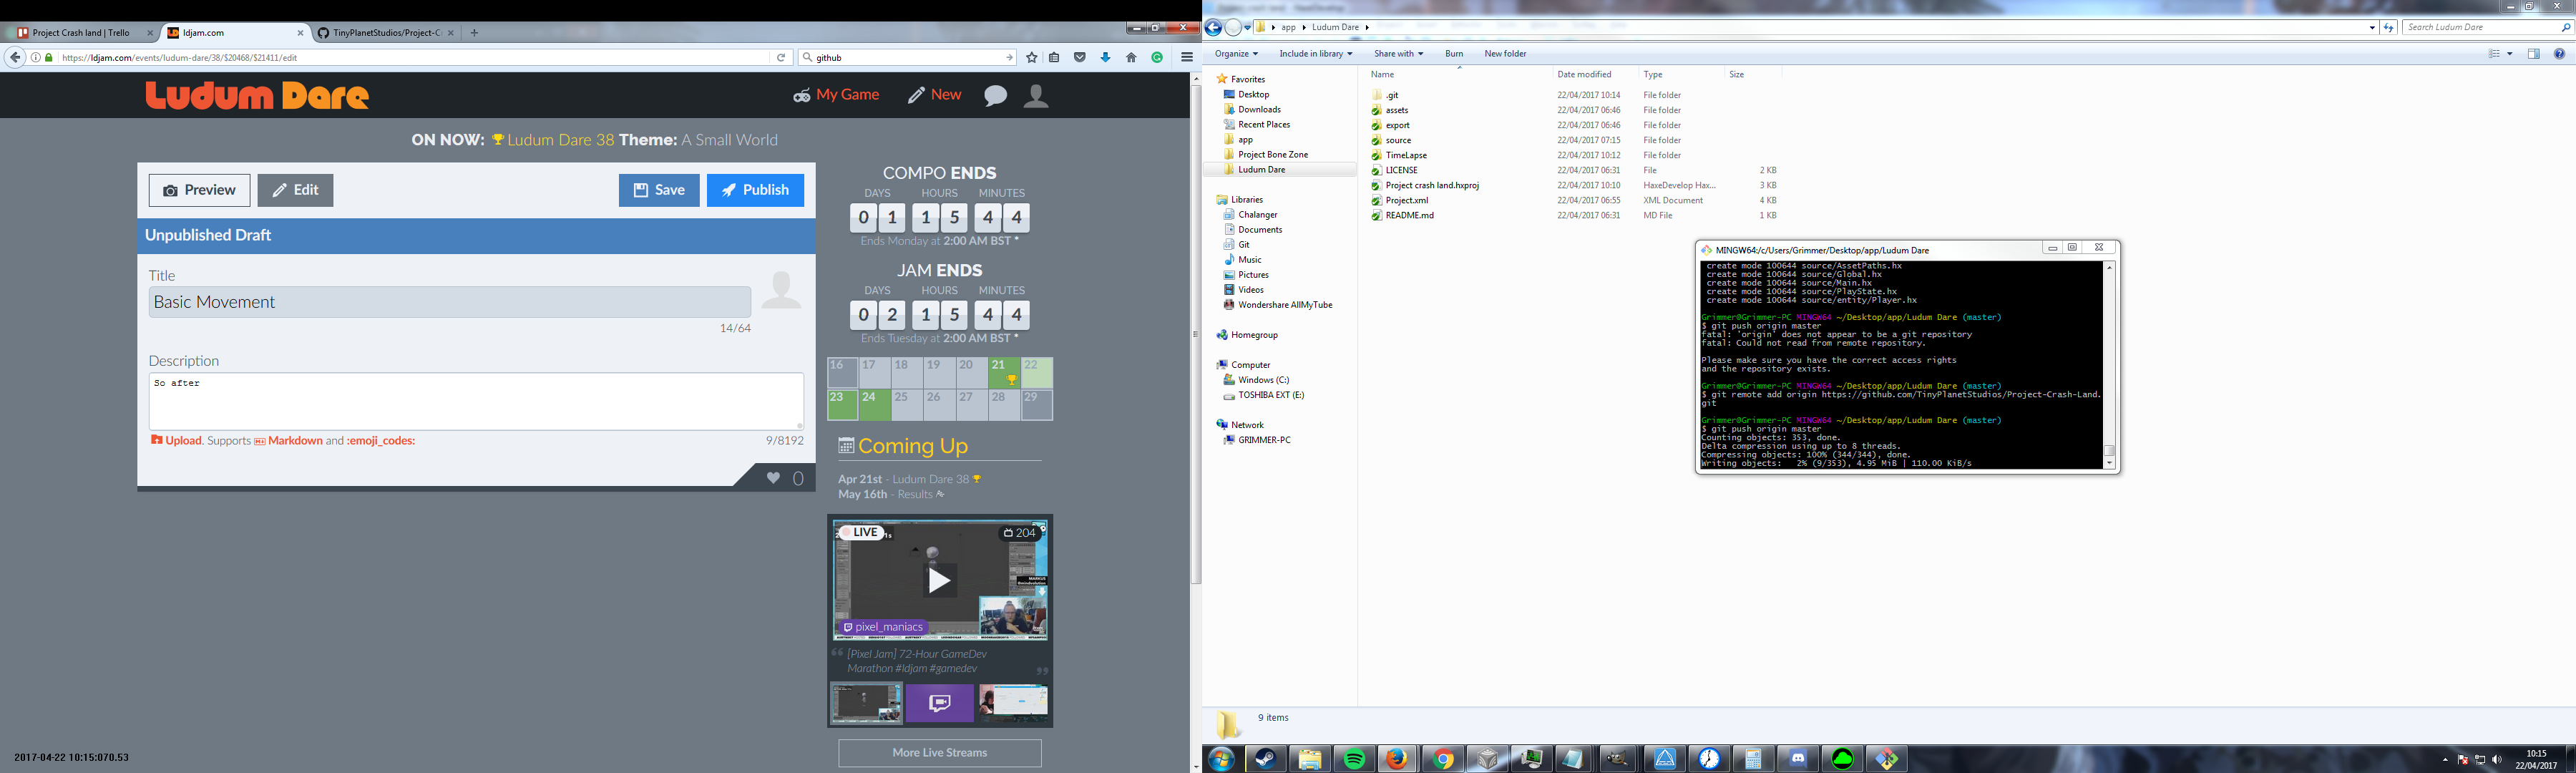 Project Crash land | Trello
ldjam.com
TinyPlanetStudios/Project-C
https://ldjam.com/events/ludum-dare/38/$20468/$21411/edit
github
Ludum Dare
My Game
New
ON NOW: Ludum Dare 38 Theme: A Small World
Preview
Edit
Save
Publish
Unpublished Draft
Title
Basic Movement
14/64
Description
So after
Upload. Supports Markdown and :emoji_codes:
9/8192
0
COMPO ENDS
DAYS HOURS MINUTES
0 1 1 5 4 4
Ends Monday at 2:00 AM BST *
JAM ENDS
DAYS HOURS MINUTES
0 2 1 5 4 4
Ends Tuesday at 2:00 AM BST *
16 17 18 19 20 21 22
23 24 25 26 27 28 29
Coming Up
Apr 21st - Ludum Dare 38
May 16th - Results
LIVE
204
MARKUS
pixel_maniacs
[Pixel Jam] 72-Hour GameDev
Marathon #ldjam #gamedev
More Live Streams
2017-04-22 10:15:070.53
app
Ludum Dare
Search Ludum Dare
Organize
Include in library
Share with
Burn
New folder
Favorites
Desktop
Downloads
Recent Places
app
Project Bone Zone
Ludum Dare
Libraries
Chalanger
Documents
Git
Music
Pictures
Videos
Wondershare AllMyTube
Homegroup
Computer
Windows (C:)
TOSHIBA EXT (E:)
Network
GRIMMER-PC
Name Date modified Type Size
.git 22/04/2017 10:14 File folder
assets 22/04/2017 06:46 File folder
export 22/04/2017 06:46 File folder
source 22/04/2017 07:15 File folder
TimeLapse 22/04/2017 10:12 File folder
LICENSE 22/04/2017 06:31 File 2 KB
Project crash land.hxproj 22/04/2017 10:10 HaxeDevelop Hax... 3 KB
Project.xml 22/04/2017 06:55 XML Document 4 KB
README.md 22/04/2017 06:31 MD File 1 KB
MINGW64:/c/Users/Grimmer/Desktop/app/Ludum Dare
create mode 100644 source/AssetPaths.hx
create mode 100644 source/Global.hx
create mode 100644 source/Main.hx
create mode 100644 source/PlayState.hx
create mode 100644 source/entity/Player.hx
Grimmer@Grimmer-PC MINGW64 ~/Desktop/app/Ludum Dare (master)
$ git push origin master
fatal: 'origin' does not appear to be a git repository
fatal: Could not read from remote repository.
Please make sure you have the correct access rights
and the repository exists.
Grimmer@Grimmer-PC MINGW64 ~/Desktop/app/Ludum Dare (master)
$ git remote add origin https://github.com/TinyPlanetStudios/Project-Crash-Land.
git
Grimmer@Grimmer-PC MINGW64 ~/Desktop/app/Ludum Dare (master)
$ git push origin master
Counting objects: 353, done.
Delta compression using up to 8 threads.
Compressing objects: 100% (344/344), done.
Writing objects: 2% (9/353), 4.95 MiB | 110.00 KiB/s
9 items
10:15
22/04/2017